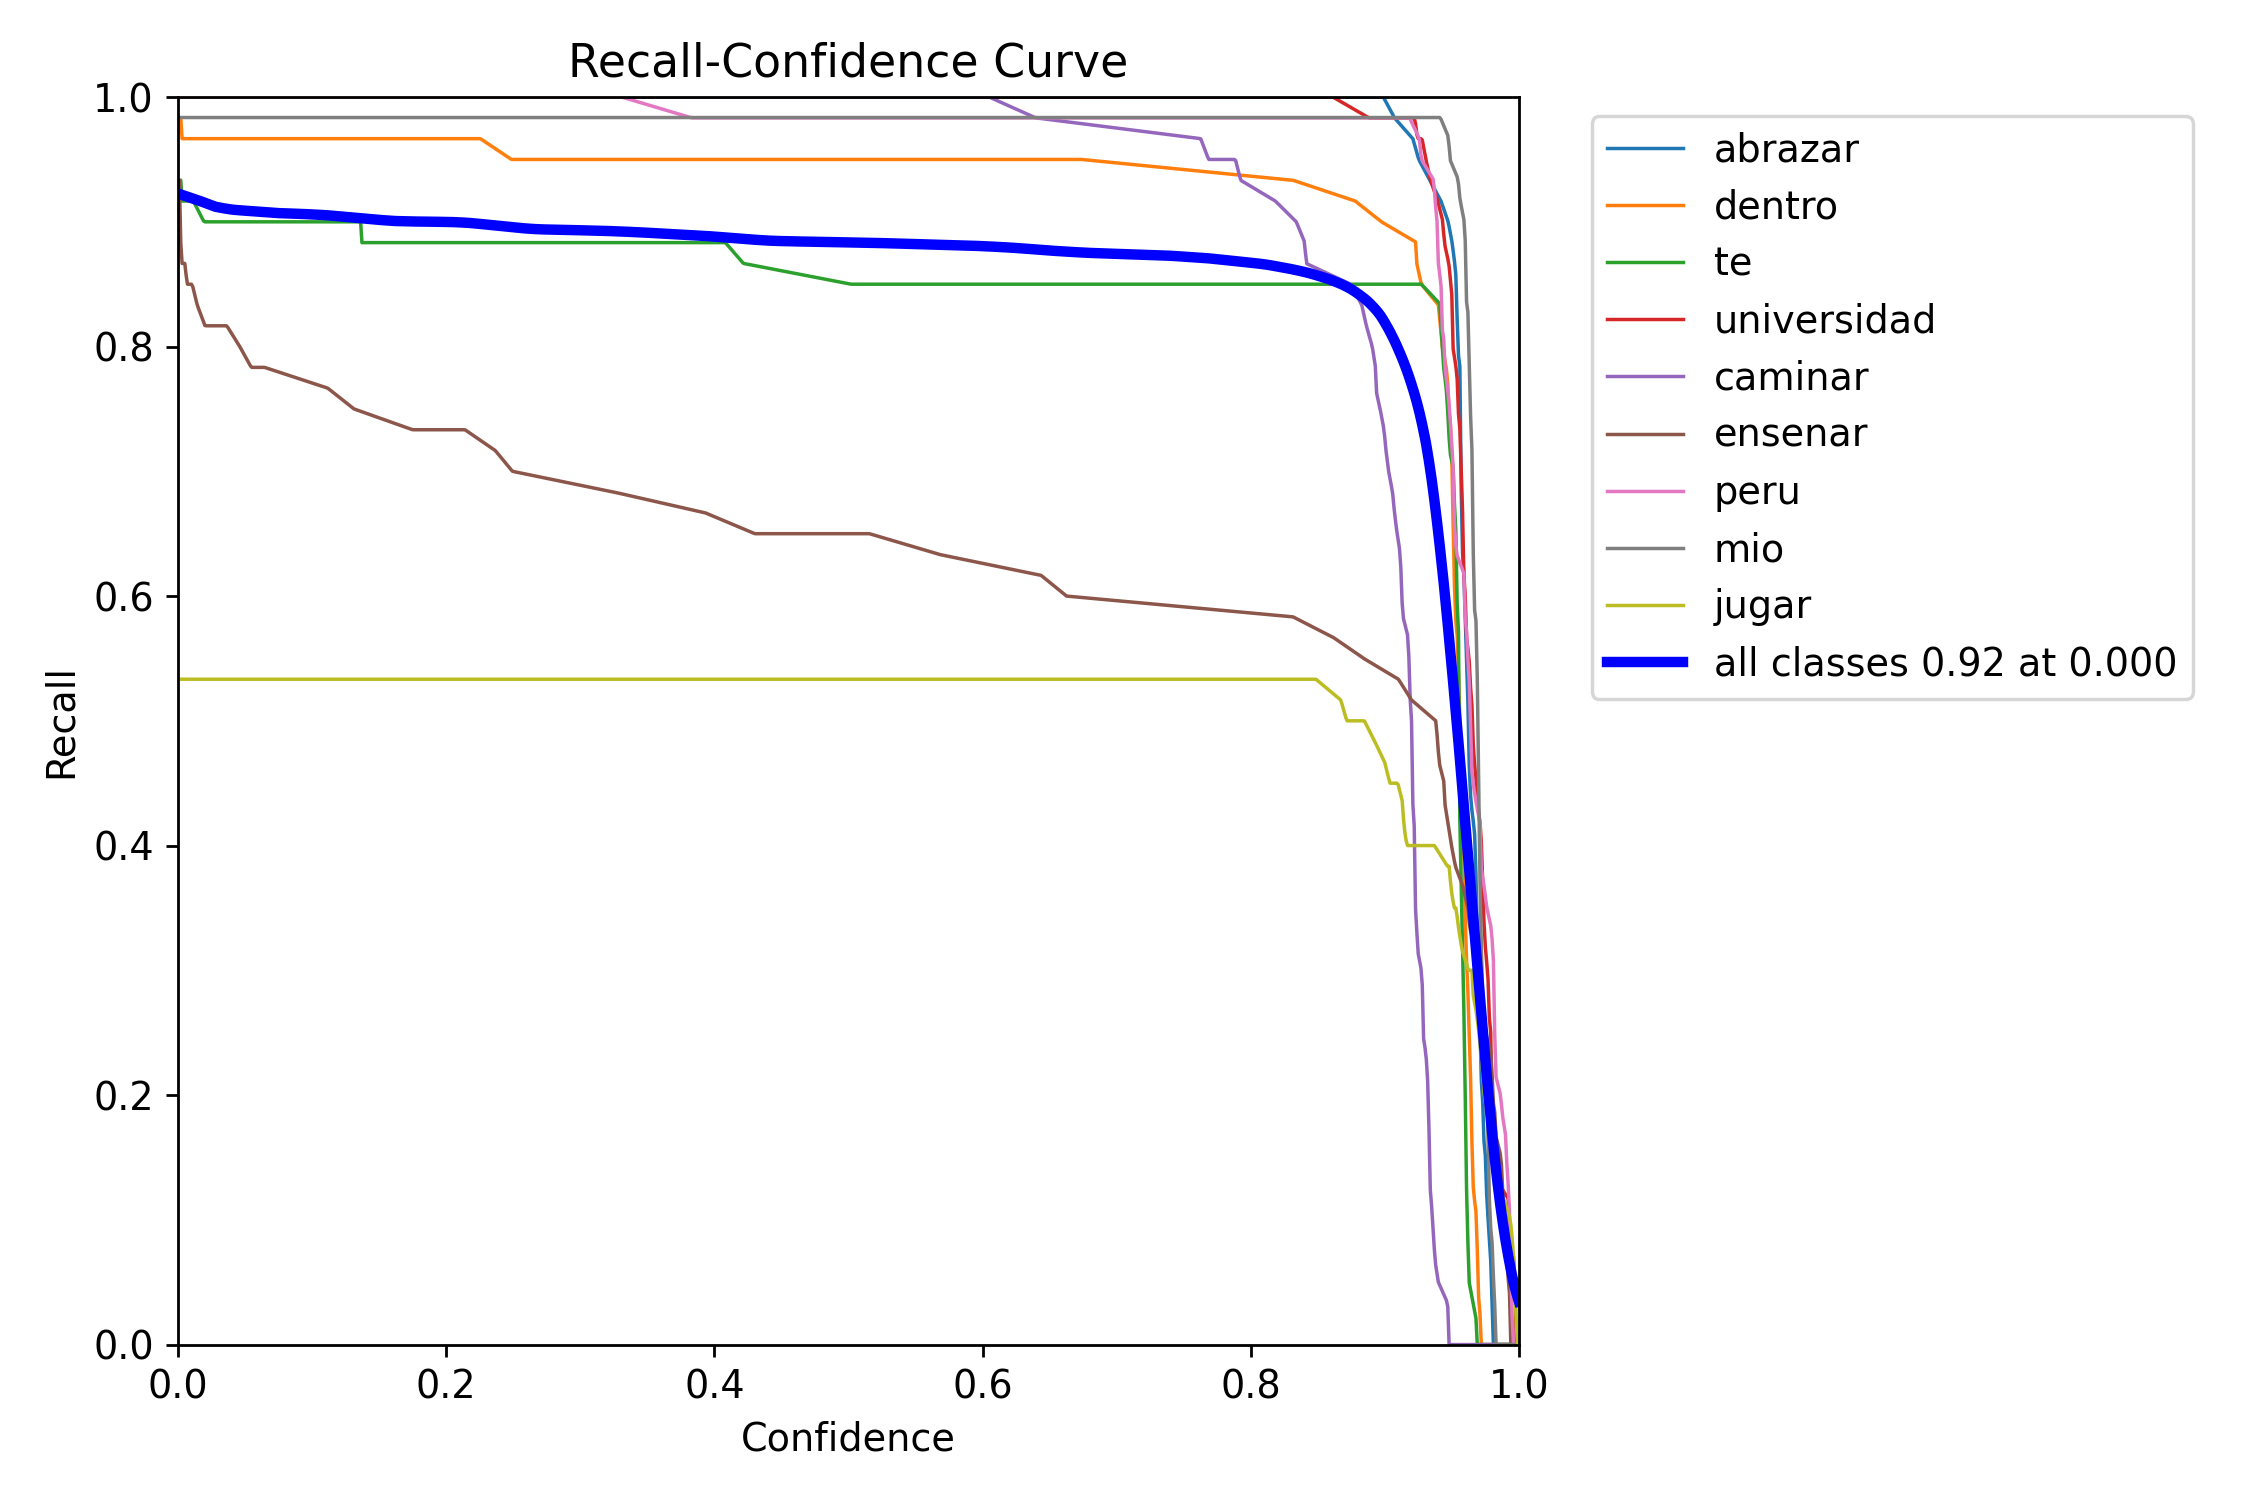 Recall-Confidence Curve
1.0
0.8
0.6
0.4
0.2
0.0
Recall
0.0 0.2 0.4 0.6 0.8 1.0
Confidence
abrazar
dentro
te
universidad
caminar
ensenar
peru
mio
jugar
all classes 0.92 at 0.000